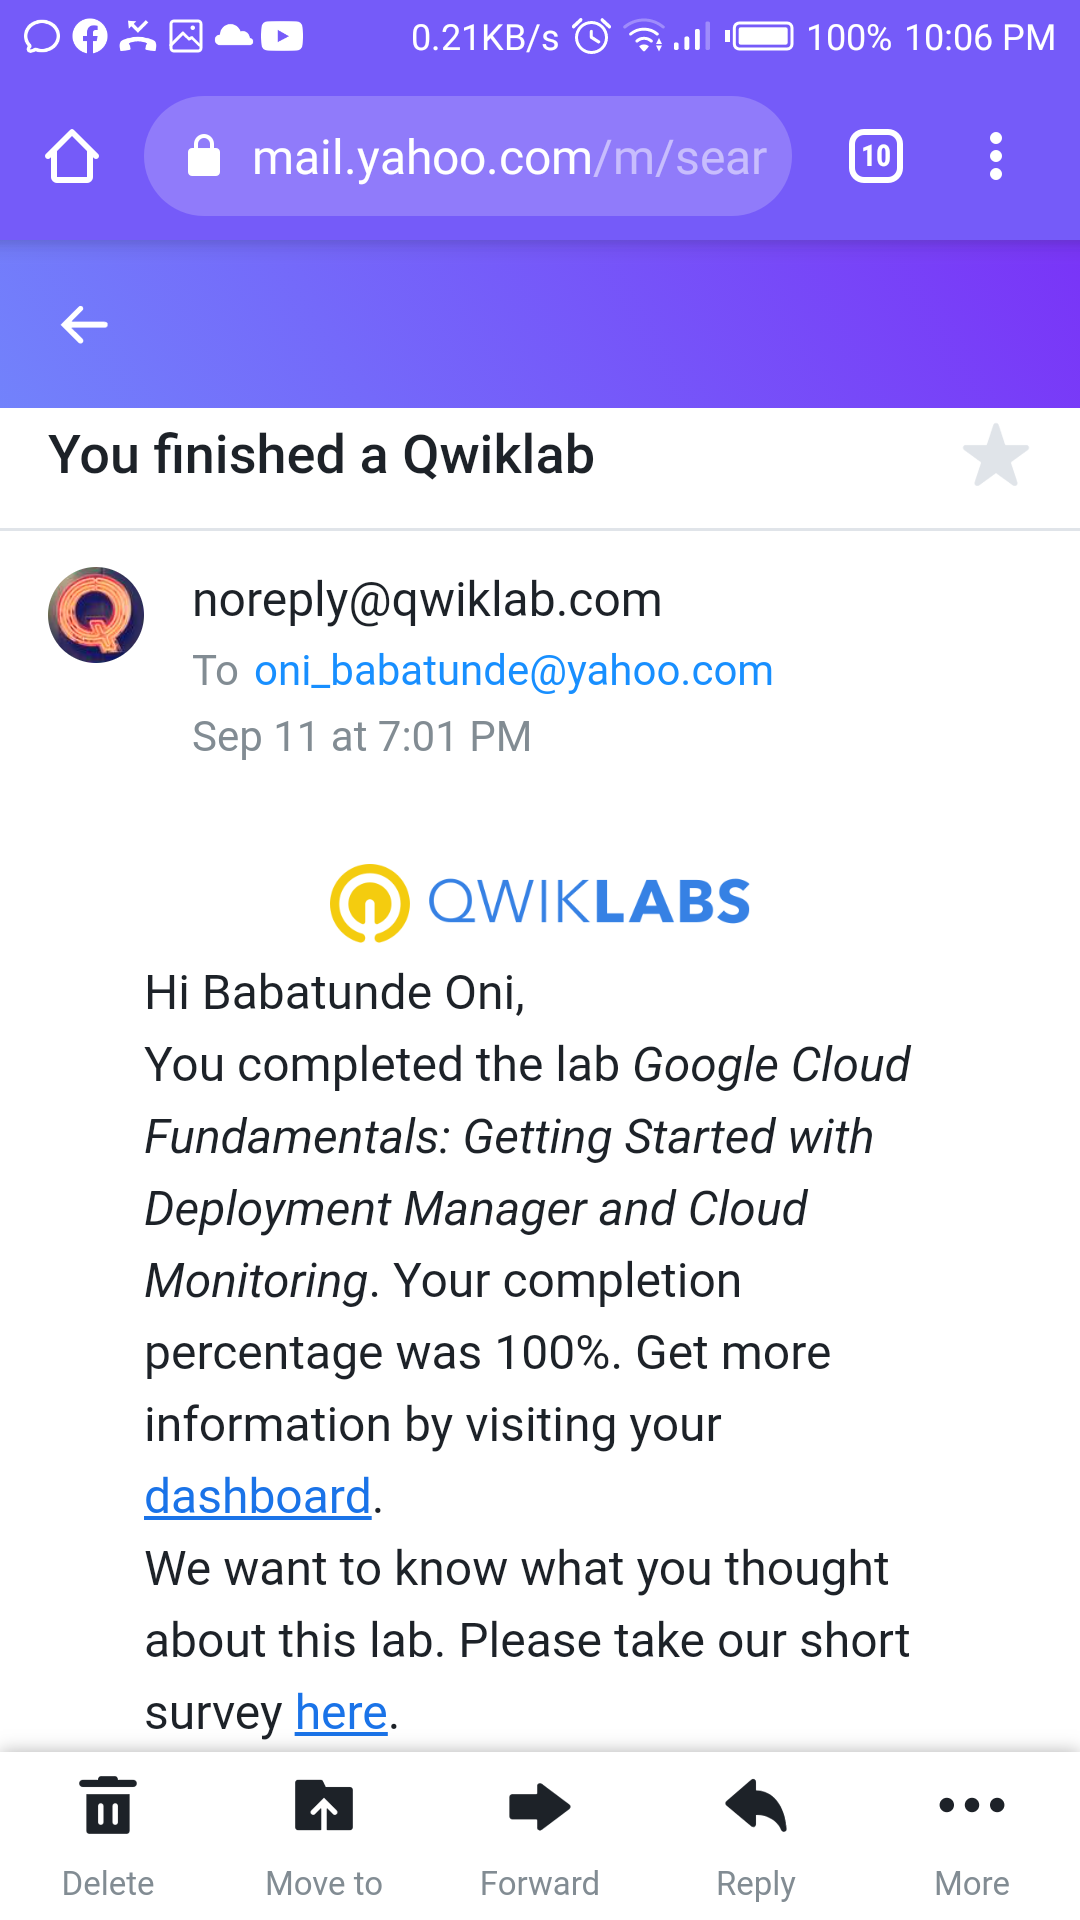 0.21KB/s 100% 10:06 PM
mail.yahoo.com/m/sear
10
You finished a Qwiklab
noreply@qwiklab.com
To oni_babatunde@yahoo.com
Sep 11 at 7:01 PM
QWIKLABS
Hi Babatunde Oni,
You completed the lab Google Cloud
Fundamentals: Getting Started with
Deployment Manager and Cloud
Monitoring. Your completion
percentage was 100%. Get more
information by visiting your
dashboard.
We want to know what you thought
about this lab. Please take our short
survey here.
Delete Move to Forward Reply More